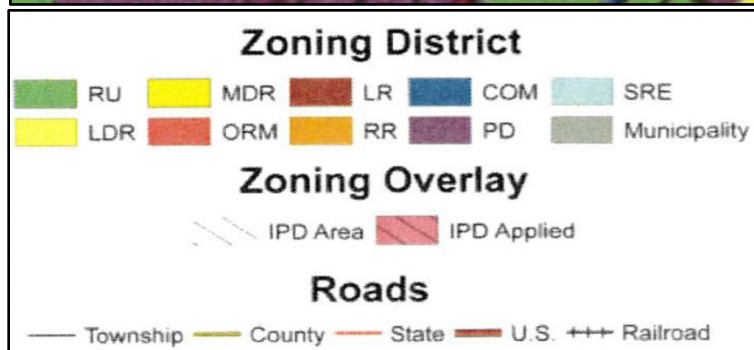 Zoning District
RU MDR LR COM SRE
LDR ORM RR PD Municipality
Zoning Overlay
IPD Area IPD Applied
Roads
Township County State U.S. Railroad